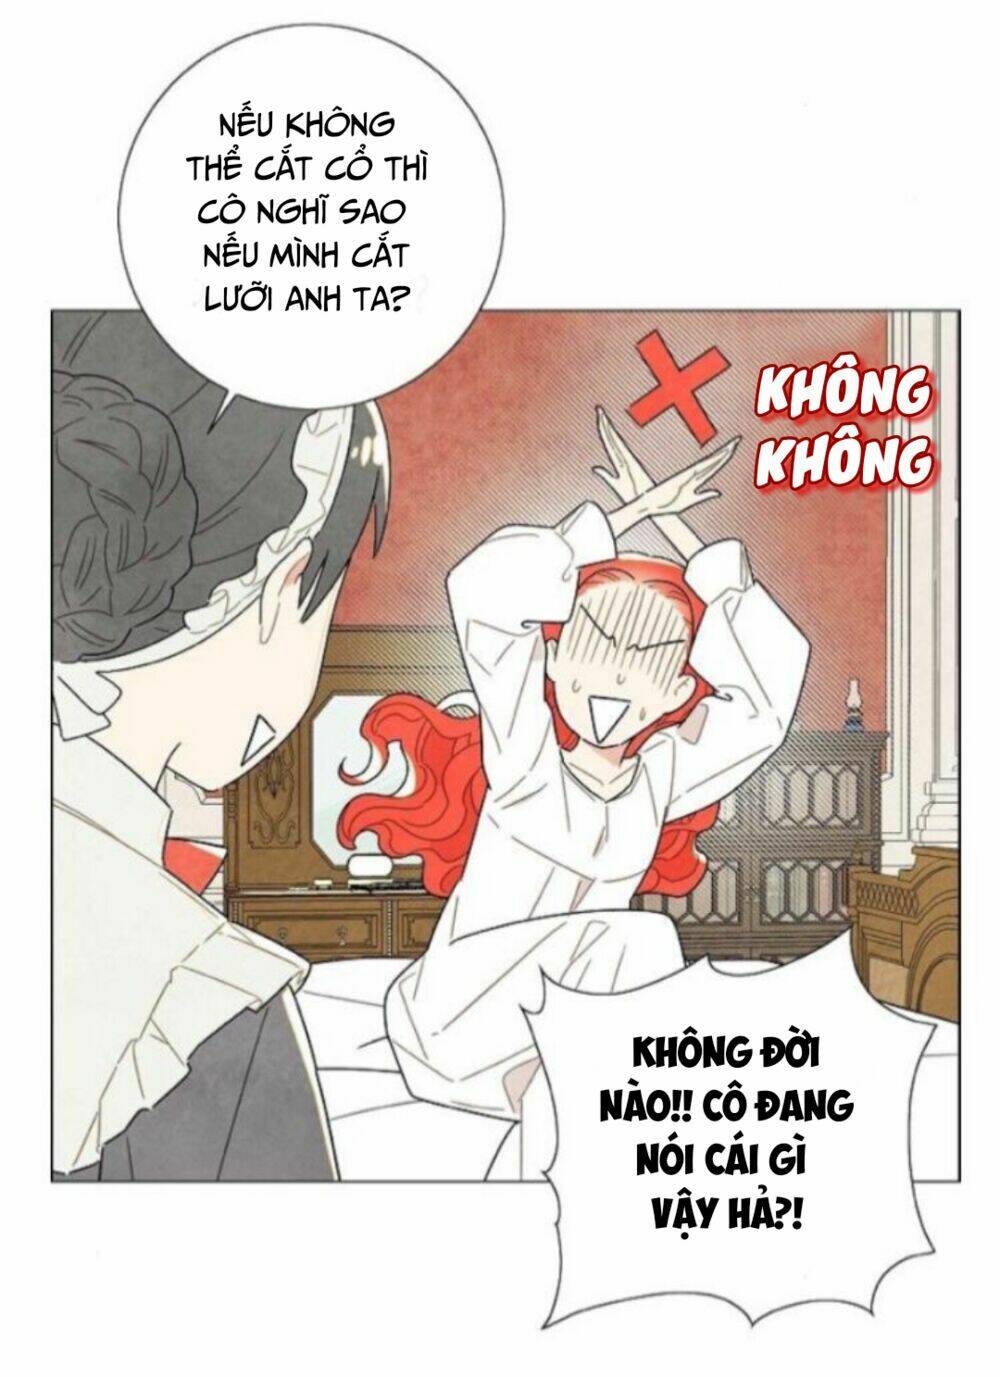 NẾU KHÔNG
THỂ CẮT CỔ THÌ
CÔ NGHĨ SAO
NẾU MÌNH CẮT
LƯỠI ANH TA?
KHÔNG
KHÔNG
KHÔNG ĐỜI
NÀO!! CÔ ĐANG
NÓI CÁI GÌ
VẬY HẢ?!